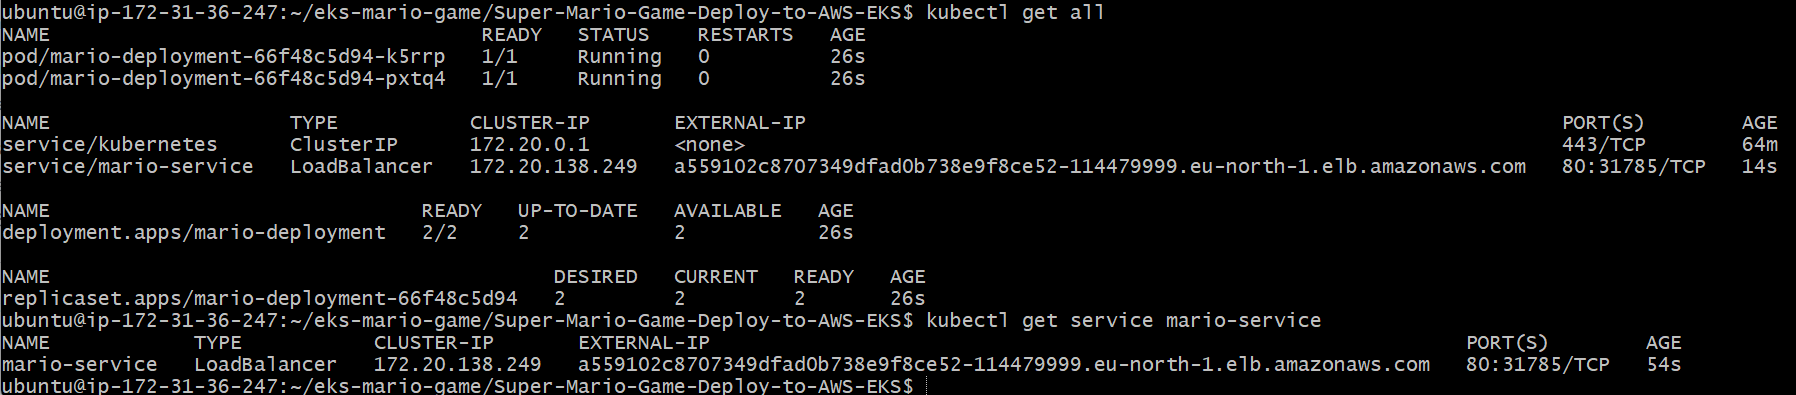 ubuntu@ip-172-31-36-247:~/eks-mario-game/Super-Mario-Game-Deploy-to-AWS-EKS$ kubectl get all
NAME READY STATUS RESTARTS AGE
pod/mario-deployment-66f48c5d94-k5rrp 1/1 Running 0 26s
pod/mario-deployment-66f48c5d94-pxtq4 1/1 Running 0 26s
NAME TYPE CLUSTER-IP EXTERNAL-IP PORT(S) AGE
service/kubernetes ClusterIP 172.20.0.1 <none> 443/TCP 64m
service/mario-service LoadBalancer 172.20.138.249 a559102c8707349dfad0b738e9f8ce52-114479999.eu-north-1.elb.amazonaws.com 80:31785/TCP 14s
NAME READY UP-TO-DATE AVAILABLE AGE
deployment.apps/mario-deployment 2/2 2 2 26s
NAME DESIRED CURRENT READY AGE
replicaset.apps/mario-deployment-66f48c5d94 2 2 2 26s
ubuntu@ip-172-31-36-247:~/eks-mario-game/Super-Mario-Game-Deploy-to-AWS-EKS$ kubectl get service mario-service
NAME TYPE CLUSTER-IP EXTERNAL-IP PORT(S) AGE
mario-service LoadBalancer 172.20.138.249 a559102c8707349dfad0b738e9f8ce52-114479999.eu-north-1.elb.amazonaws.com 80:31785/TCP 54s
ubuntu@ip-172-31-36-247:~/eks-mario-game/Super-Mario-Game-Deploy-to-AWS-EKS$